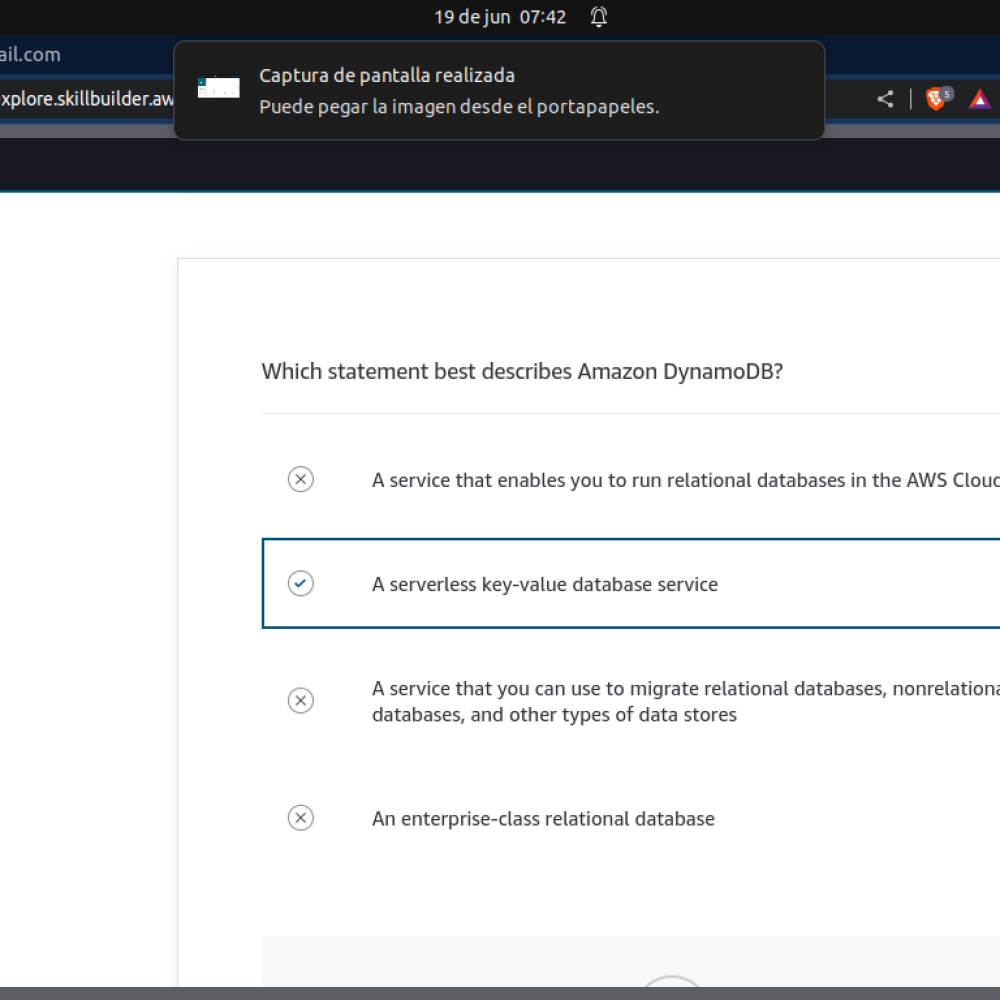 19 de jun 07:42
ail.com
Captura de pantalla realizada
xplore.skillbuilder.aw
Puede pegar la imagen desde el portapapeles.
5
Which statement best describes Amazon DynamoDB?
A service that enables you to run relational databases in the AWS Cloud
A serverless key-value database service
A service that you can use to migrate relational databases, nonrelationa
databases, and other types of data stores
An enterprise-class relational database